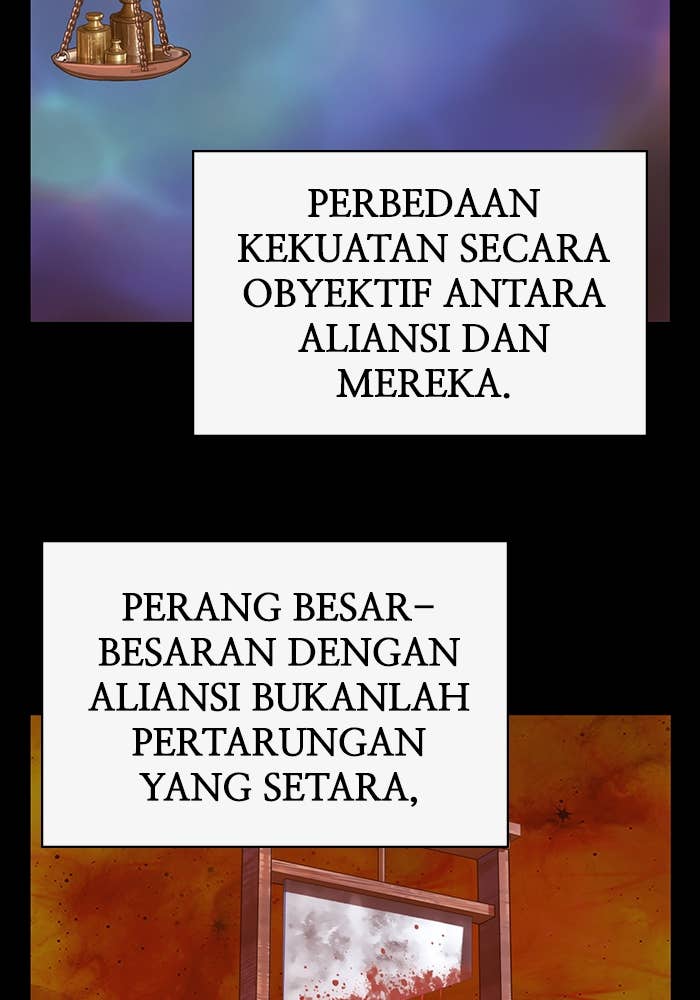 PERBEDAAN
KEKUATAN SECARA
OBYEKTIF ANTARA
ALIANSI DAN
MEREKA.
PERANG BESAR-
BESARAN DENGAN
ALIANSI BUKANLAH
PERTARUNGAN
YANG SETARA,